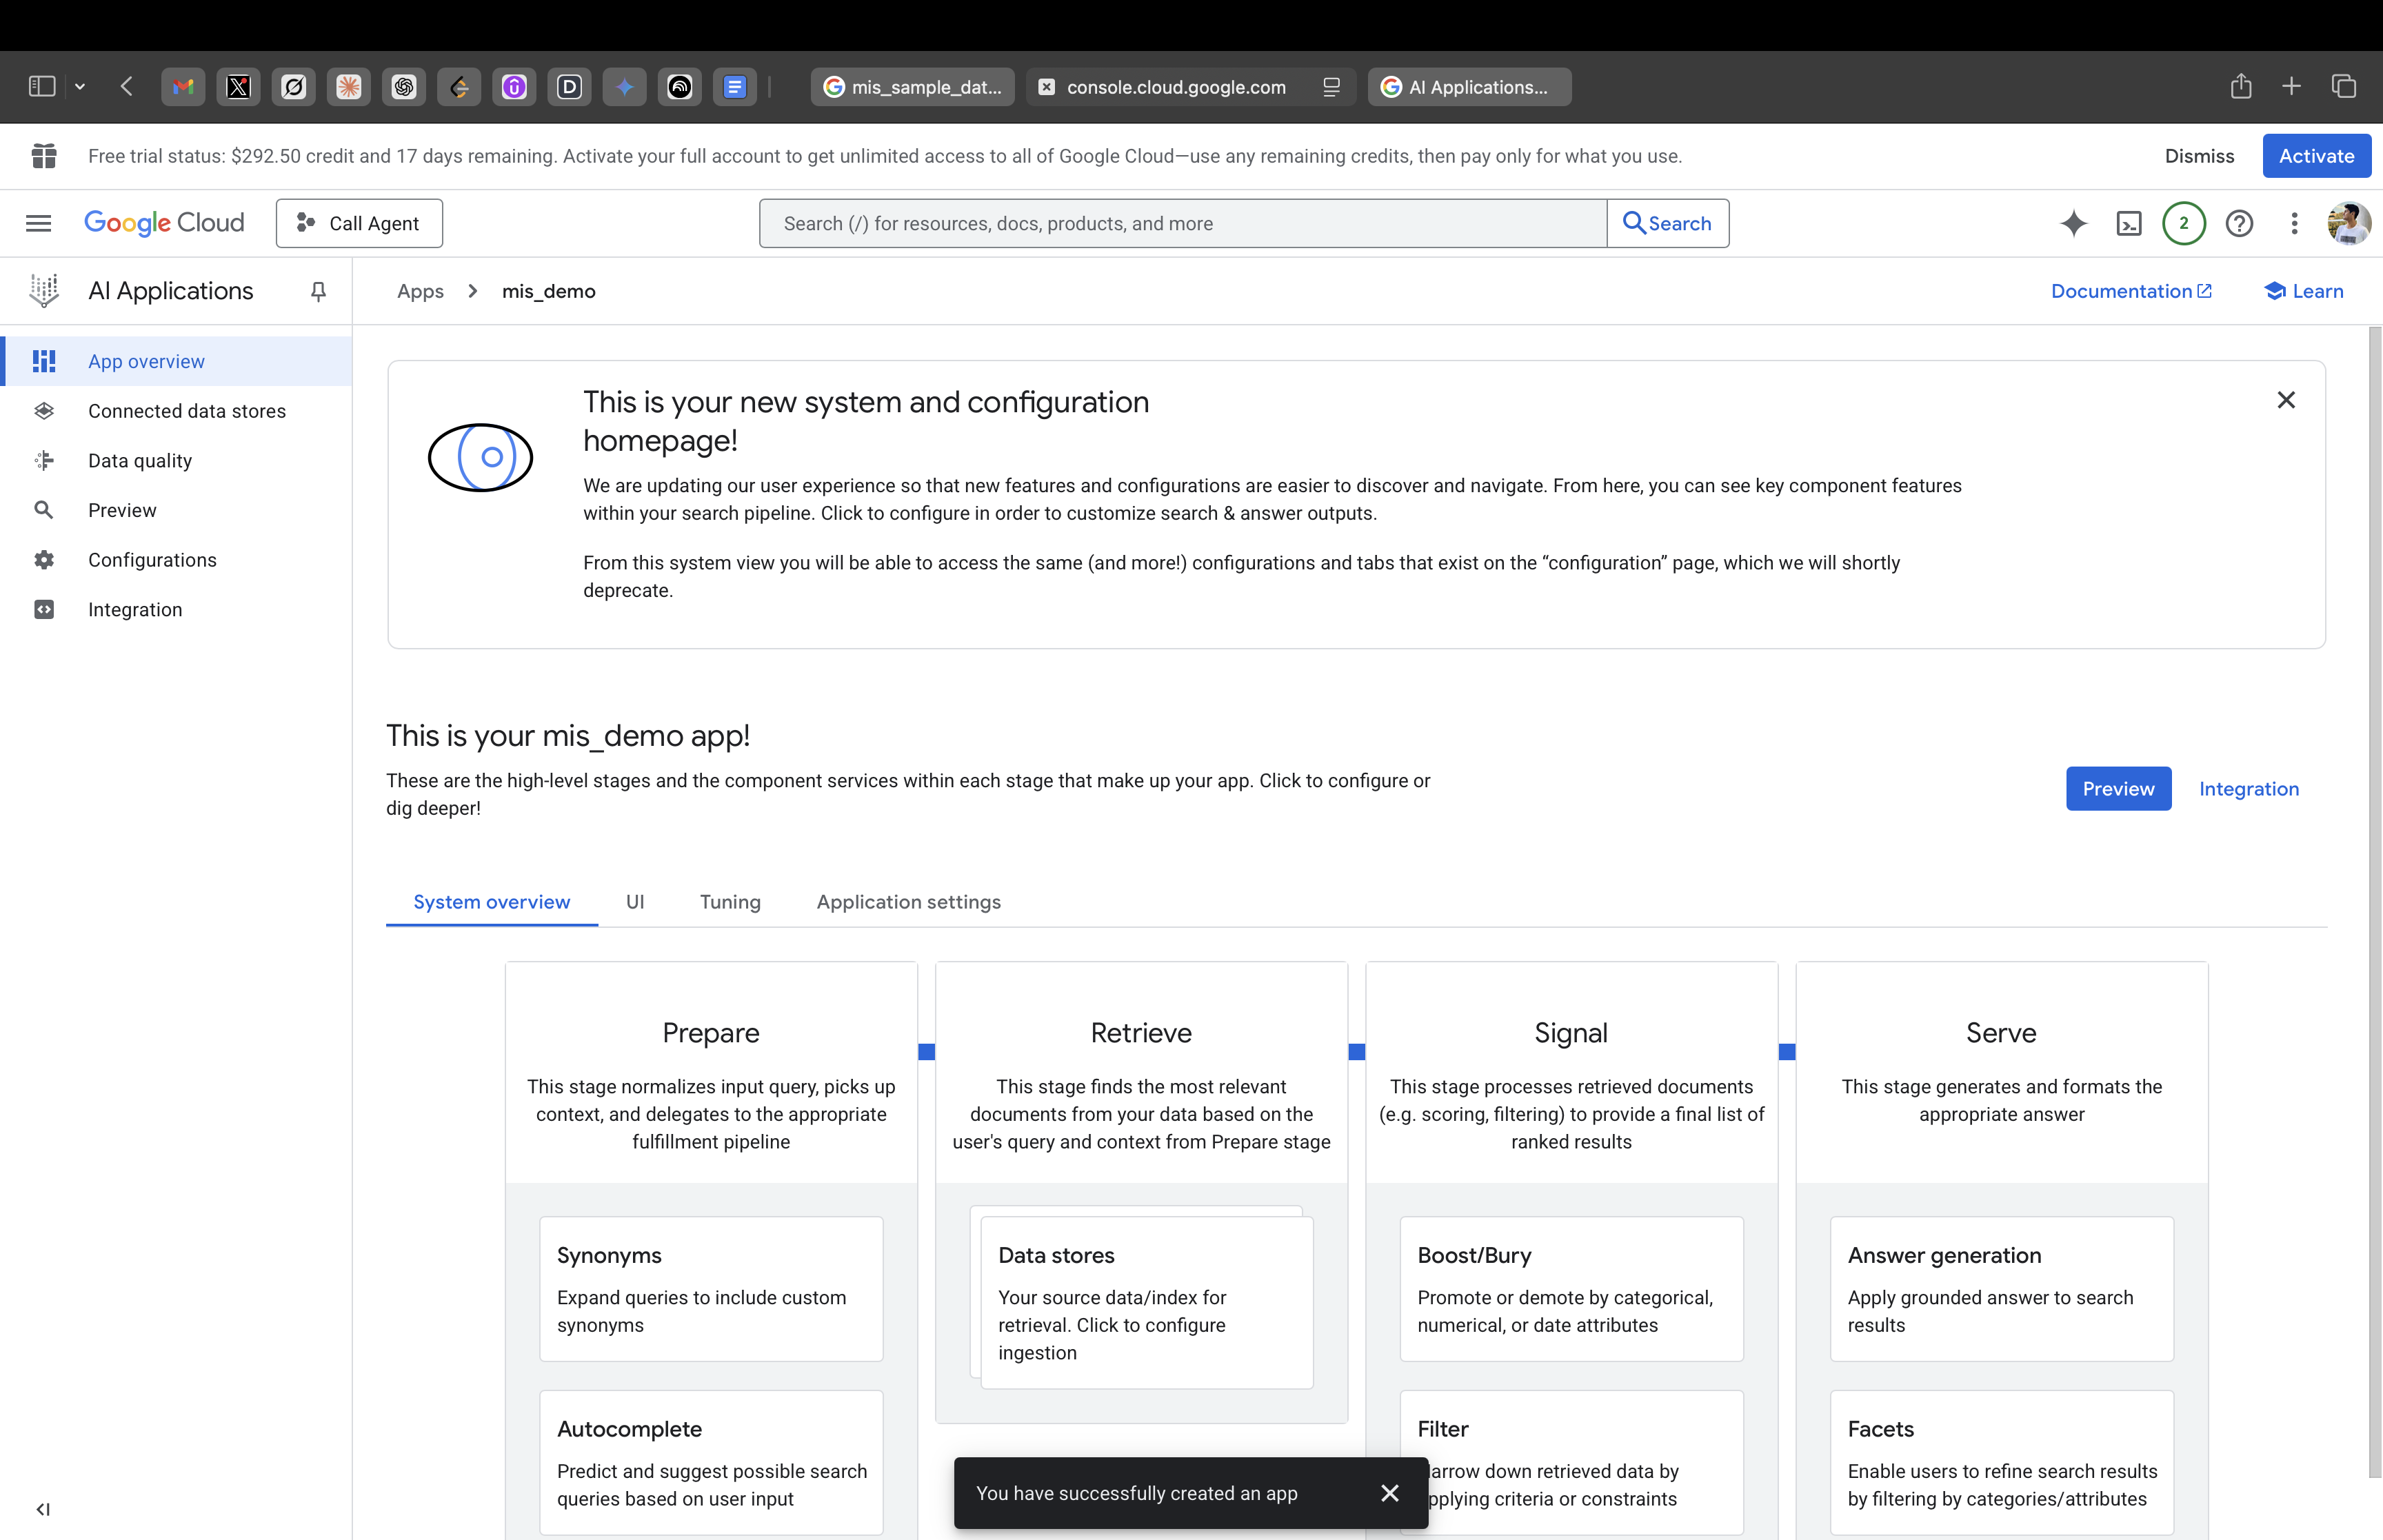 mis_sample_dat...
console.cloud.google.com
AI Applications...
Free trial status: $292.50 credit and 17 days remaining. Activate your full account to get unlimited access to all of Google Cloud—use any remaining credits, then pay only for what you use.
Dismiss
Activate
Google Cloud
Call Agent
Search (/) for resources, docs, products, and more
Search
2
AI Applications
Apps
mis_demo
Documentation
Learn
App overview
Connected data stores
Data quality
Preview
Configurations
Integration
This is your new system and configuration
homepage!
We are updating our user experience so that new features and configurations are easier to discover and navigate. From here, you can see key component features
within your search pipeline. Click to configure in order to customize search & answer outputs.
From this system view you will be able to access the same (and more!) configurations and tabs that exist on the “configuration” page, which we will shortly
deprecate.
This is your mis_demo app!
These are the high-level stages and the component services within each stage that make up your app. Click to configure or
dig deeper!
Preview
Integration
System overview
UI
Tuning
Application settings
Prepare
This stage normalizes input query, picks up
context, and delegates to the appropriate
fulfillment pipeline
Synonyms
Expand queries to include custom
synonyms
Autocomplete
Predict and suggest possible search
queries based on user input
Retrieve
This stage finds the most relevant
documents from your data based on the
user's query and context from Prepare stage
Data stores
Your source data/index for
retrieval. Click to configure
ingestion
Signal
This stage processes retrieved documents
(e.g. scoring, filtering) to provide a final list of
ranked results
Boost/Bury
Promote or demote by categorical,
numerical, or date attributes
Filter
down retrieved data by
criteria or constraints
Serve
This stage generates and formats the
appropriate answer
Answer generation
Apply grounded answer to search
results
Facets
Enable users to refine search results
by filtering by categories/attributes
You have successfully created an app